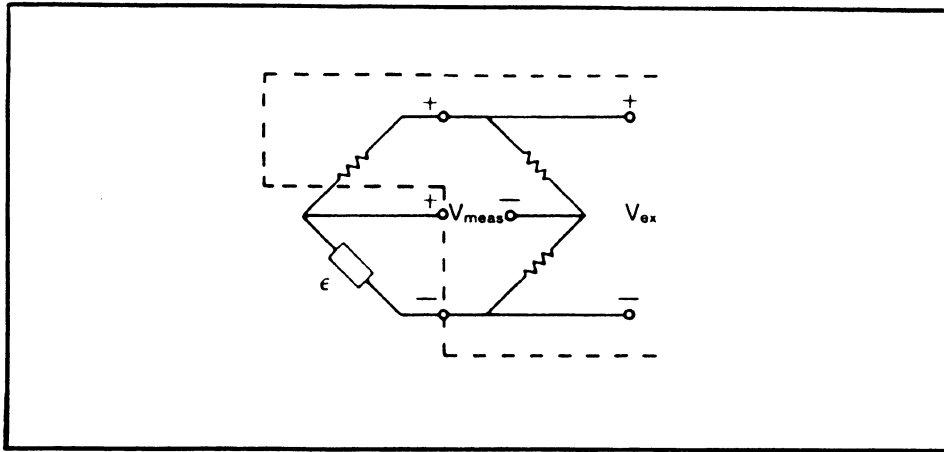 + +
+ V_meas − V_ex
ε
− −